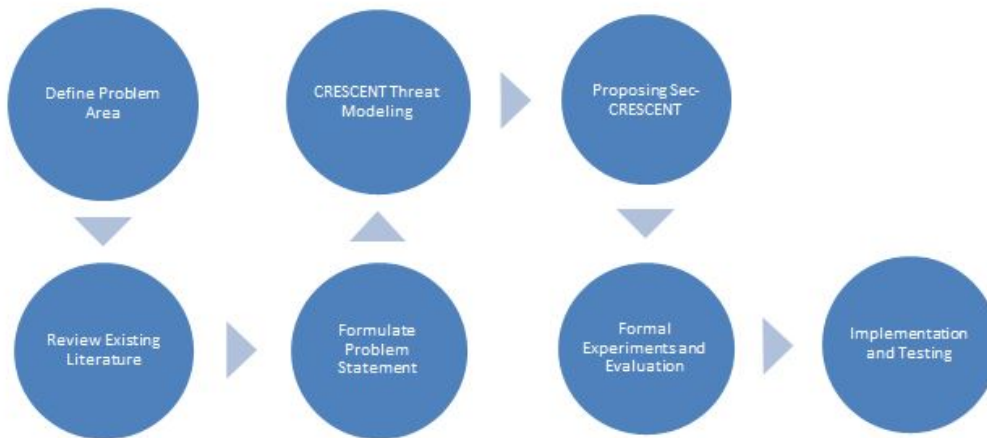 Define Problem
Area
Review Existing
Literature
Formulate
Problem
Statement
CRESCENT Threat
Modeling
Proposing Sec-
CRESCENT
Formal
Experiments and
Evaluation
Implementation
and Testing